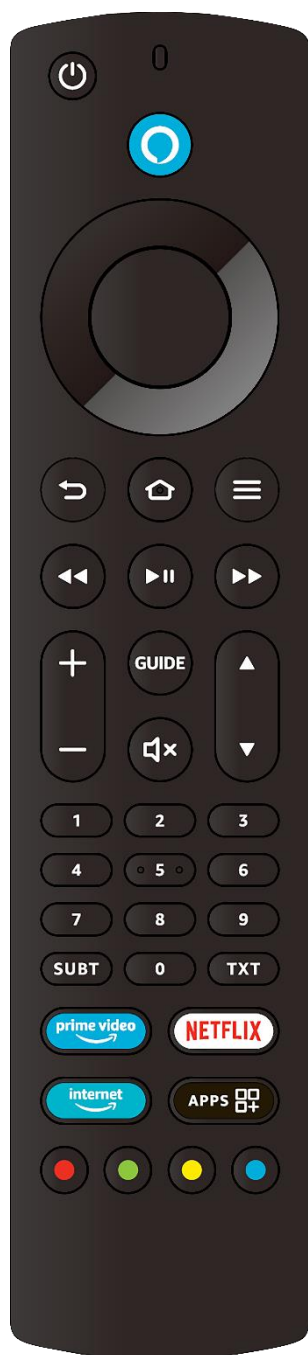 GUIDE
1 2 3
4 5 6
7 8 9
SUBT 0 TXT
prime video NETFLIX
internet APPS